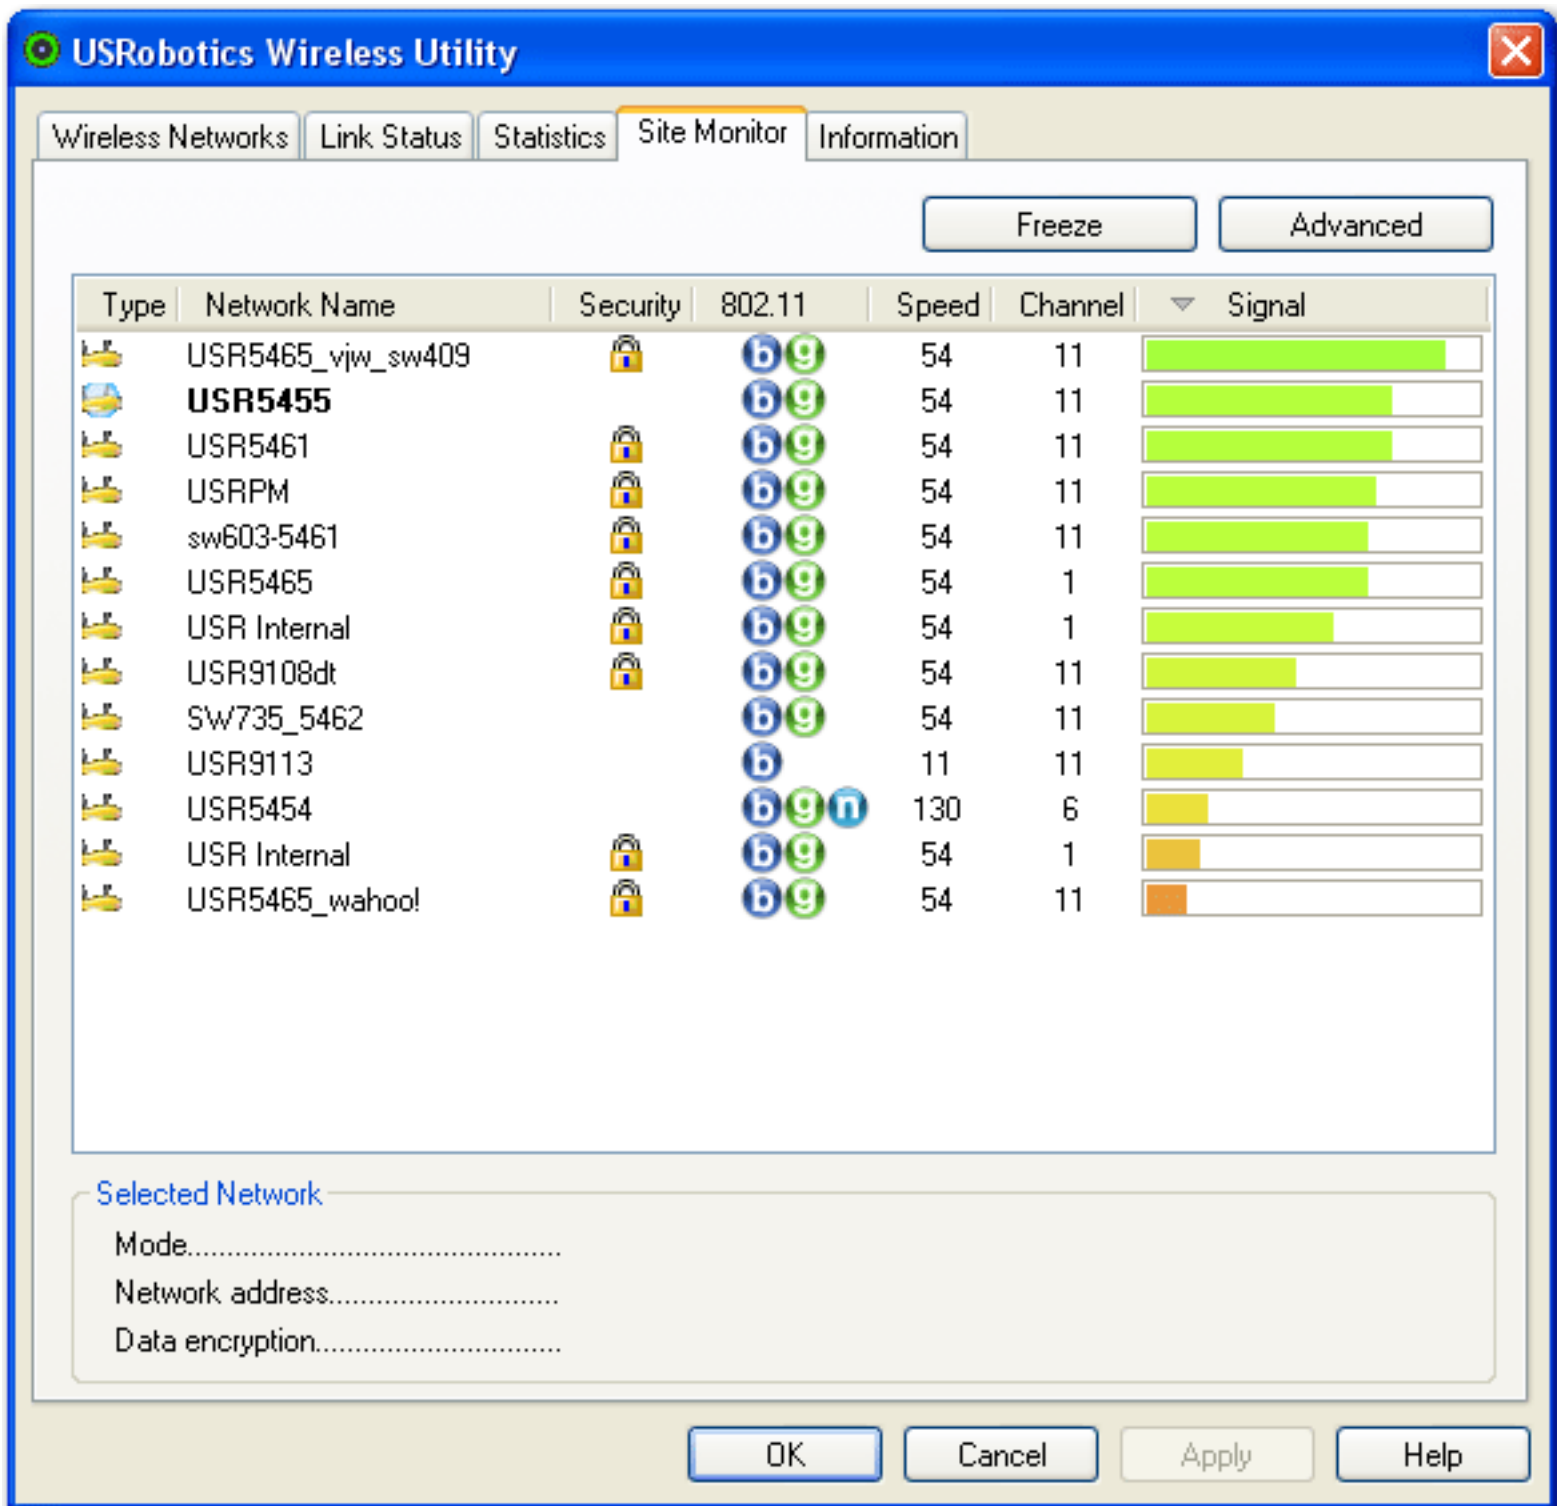 USRobotics Wireless Utility
Wireless Networks Link Status Statistics Site Monitor Information
Freeze Advanced
Type Network Name Security 802.11 Speed Channel Signal
USR5465_vjw_sw409 b g 54 11
USR5455 b g 54 11
USR5461 b g 54 11
USRPM b g 54 11
sw603-5461 b g 54 11
USR5465 b g 54 1
USR Internal b g 54 1
USR9108dt b g 54 11
SW735_5462 b g 54 11
USR9113 b 11 11
USR5454 b g n 130 6
USR Internal b g 54 1
USR5465_wahoo! b g 54 11
Selected Network
Mode...............................................
Network address.............................
Data encryption...............................
OK Cancel Apply Help